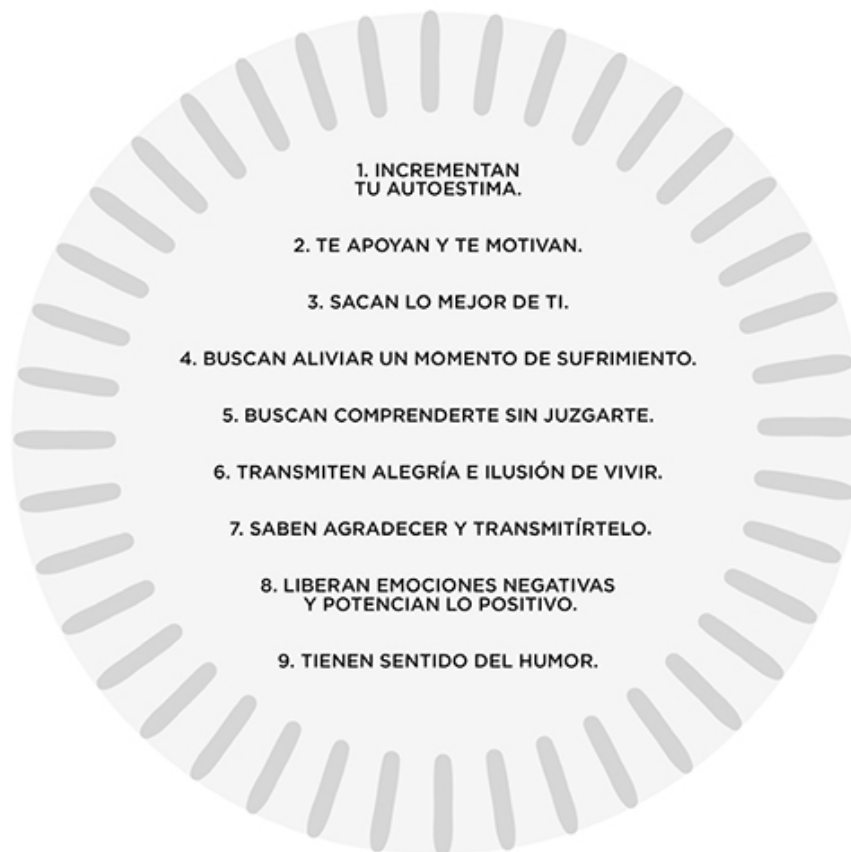 1. INCREMENTAN
TU AUTOESTIMA.
2. TE APOYAN Y TE MOTIVAN.
3. SACAN LO MEJOR DE TI.
4. BUSCAN ALIVIAR UN MOMENTO DE SUFRIMIENTO.
5. BUSCAN COMPRENDERTE SIN JUZGARTE.
6. TRANSMITEN ALEGRÍA E ILUSIÓN DE VIVIR.
7. SABEN AGRADECER Y TRANSMITÍRTELO.
8. LIBERAN EMOCIONES NEGATIVAS
Y POTENCIAN LO POSITIVO.
9. TIENEN SENTIDO DEL HUMOR.